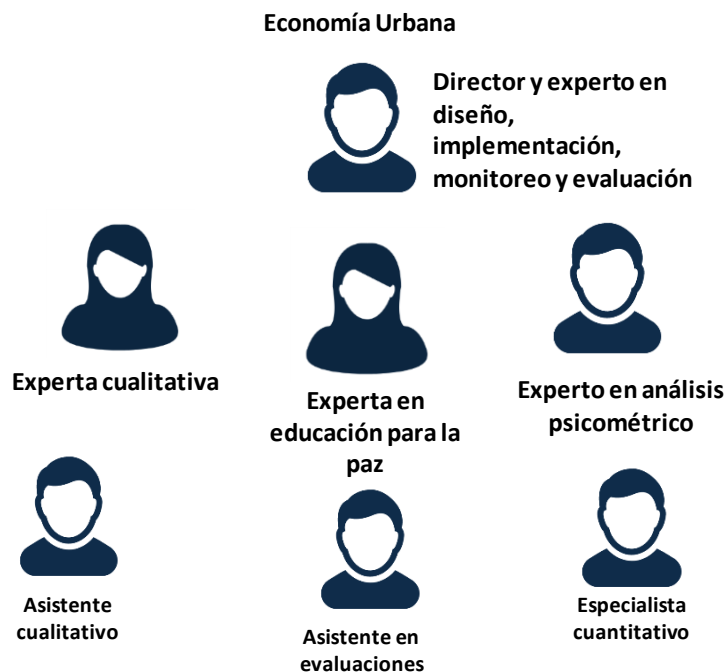 Economía Urbana
Director y experto en
diseño,
implementación,
monitoreo y evaluación
Experta cualitativa
Experta en
educación para la
paz
Experto en análisis
psicométrico
Asistente
cualitativo
Asistente en
evaluaciones
Especialista
cuantitativo